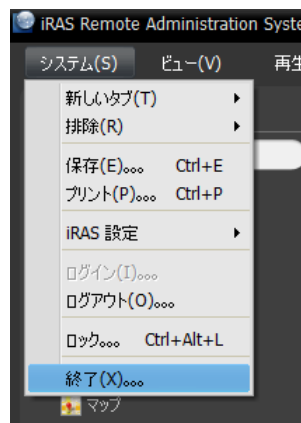 iRAS Remote Administration Syste
システム(S) ビュー(V) 再生
新しいタブ(T)
排除(R)
保存(E)... Ctrl+E
プリント(P)... Ctrl+P
iRAS 設定
ログイン(I)...
ログアウト(O)...
ロック... Ctrl+Alt+L
終了(X)...
マップ